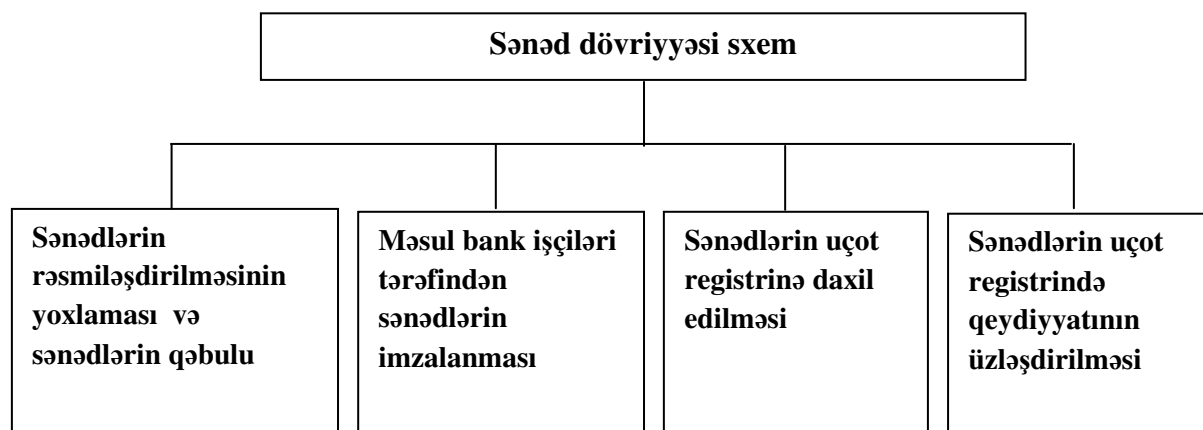 Sənəd dövriyyəsi sxem
Sənədlərin
rəsmiləşdirilməsinin
yoxlaması və
sənədlərin qəbulu
Məsul bank işçiləri
tərəfindən
sənədlərin
imzalanması
Sənədlərin uçot
registrinə daxil
edilməsi
Sənədlərin uçot
registrində
qeydiyyatının
üzləşdirilməsi